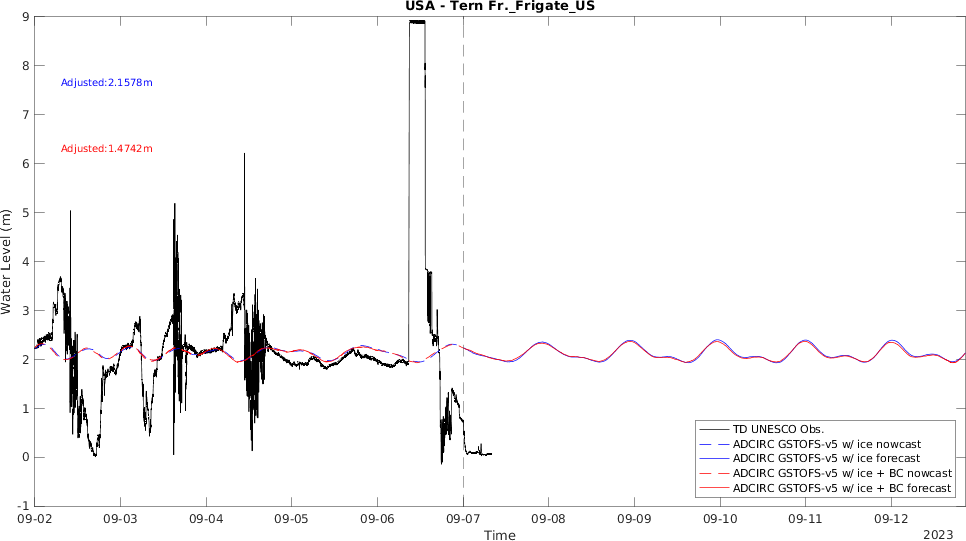 USA - Tern Fr._Frigate_US
9
8
7
6
5
4
3
2
1
0
-1
Water Level (m)
Adjusted:2.1578m
Adjusted:1.4742m
TD UNESCO Obs.
ADCIRC GSTOFS-v5 w/ ice nowcast
ADCIRC GSTOFS-v5 w/ ice forecast
ADCIRC GSTOFS-v5 w/ ice + BC nowcast
ADCIRC GSTOFS-v5 w/ ice + BC forecast
09-02 09-03 09-04 09-05 09-06 09-07 09-08 09-09 09-10 09-11 09-12
Time
2023